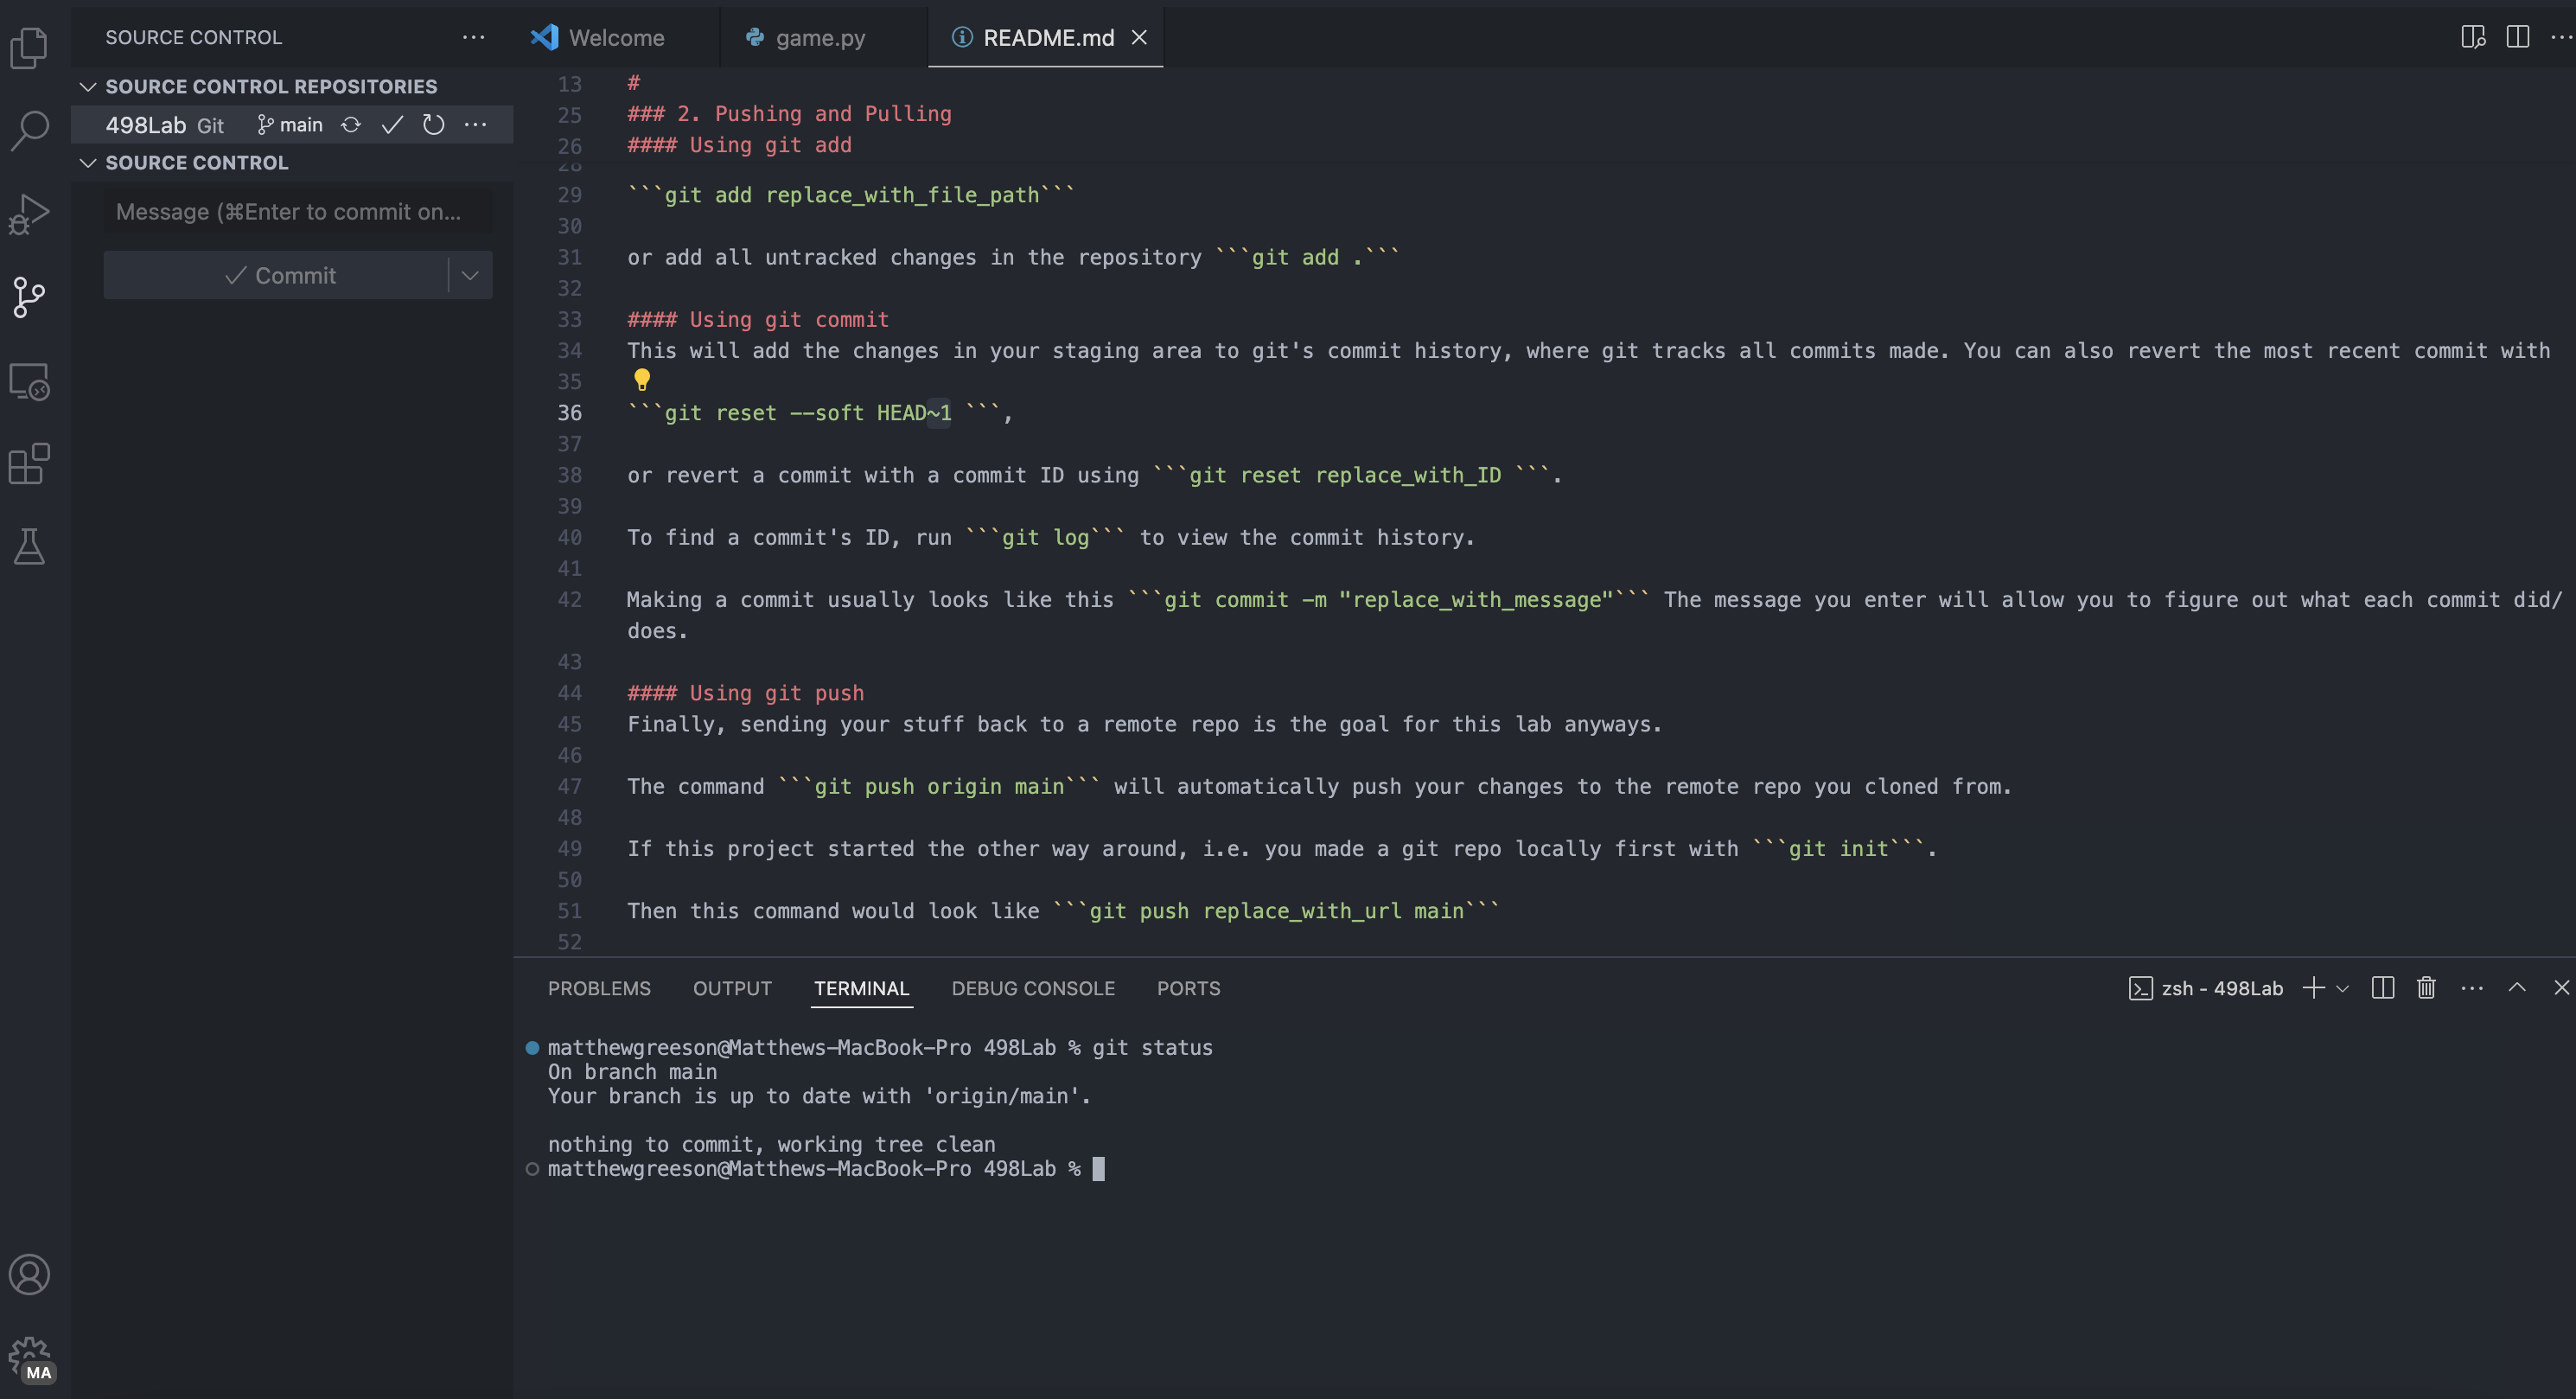 SOURCE CONTROL
Welcome
game.py
README.md
SOURCE CONTROL REPOSITORIES
498Lab Git main
SOURCE CONTROL
Message (⌘Enter to commit on...
Commit
13 #
25 ### 2. Pushing and Pulling
26 #### Using git add
28
29 ```git add replace_with_file_path```
30
31 or add all untracked changes in the repository ```git add .```
32
33 #### Using git commit
34 This will add the changes in your staging area to git's commit history, where git tracks all commits made. You can also revert the most recent commit with
35
36 ```git reset --soft HEAD~1 ```,
37
38 or revert a commit with a commit ID using ```git reset replace_with_ID ```.
39
40 To find a commit's ID, run ```git log``` to view the commit history.
41
42 Making a commit usually looks like this ```git commit -m "replace_with_message"``` The message you enter will allow you to figure out what each commit did/
does.
43
44 #### Using git push
45 Finally, sending your stuff back to a remote repo is the goal for this lab anyways.
46
47 The command ```git push origin main``` will automatically push your changes to the remote repo you cloned from.
48
49 If this project started the other way around, i.e. you made a git repo locally first with ```git init```.
50
51 Then this command would look like ```git push replace_with_url main```
52
PROBLEMS OUTPUT TERMINAL DEBUG CONSOLE PORTS
zsh - 498Lab
matthewgreeson@Matthews-MacBook-Pro 498Lab % git status
On branch main
Your branch is up to date with 'origin/main'.
nothing to commit, working tree clean
matthewgreeson@Matthews-MacBook-Pro 498Lab %
MA